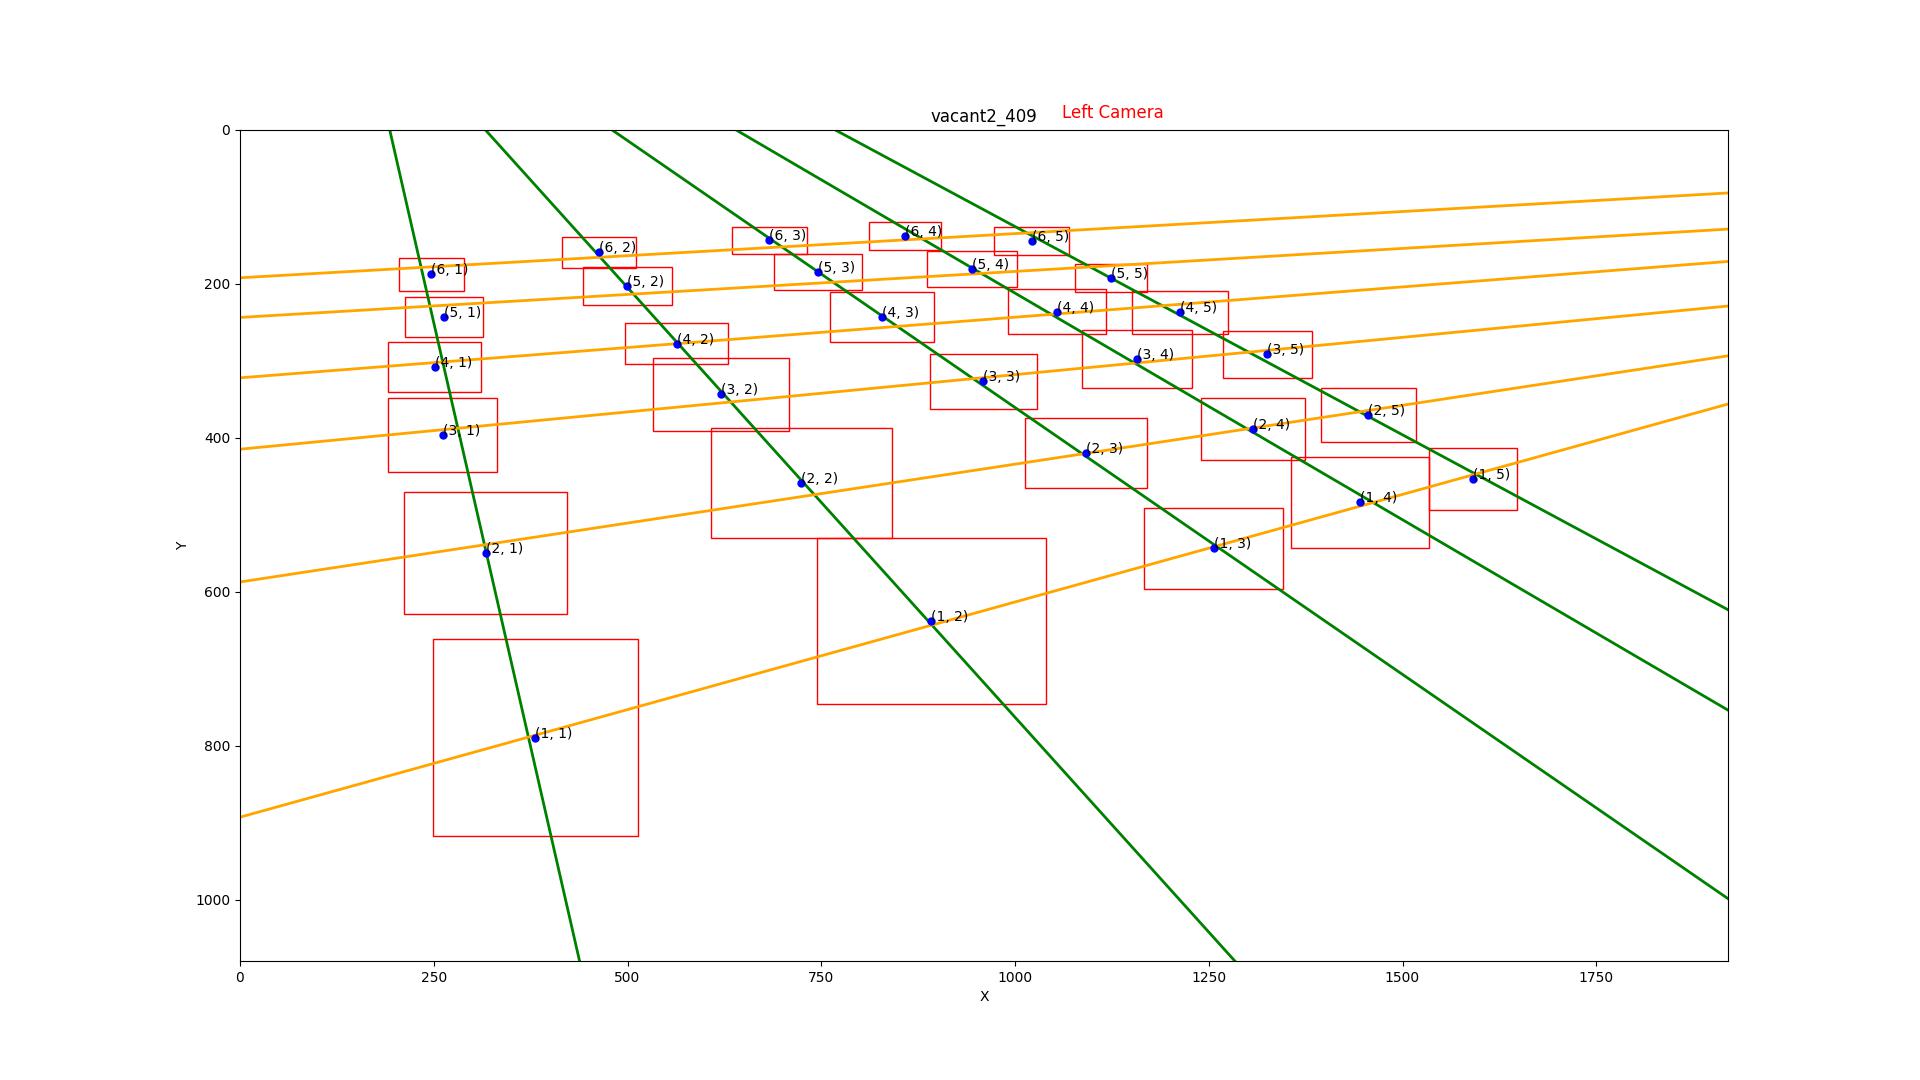 vacant2_409 Left Camera
0
(6, 4)
(6, 3) (6, 5)
(6, 2)
(6, 1) (5, 3) (5, 4) (5, 5)
200
(5, 2)
(5, 1) (4, 3) (4, 4) (4, 5)
(4, 2) (3, 4) (3, 5)
(4, 1) (3, 2) (3, 3)
400
(3, 1) (2, 3) (2, 4) (2, 5)
(2, 2) (1, 4) (1, 5)
(2, 1) (1, 3)
Y
600
(1, 2)
(1, 1)
800
1000
0 250 500 750 1000 1250 1500 1750
X